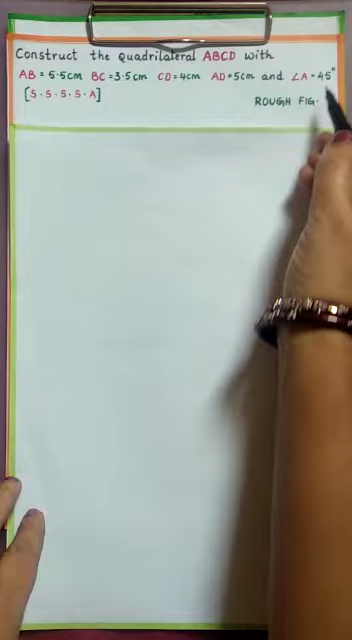 Construct the Quadrilateral ABCD with
AB = 5.5cm BC = 3.5cm CD = 4cm AD = 5cm and ∠A = 45°
[S.S.S.S.A]
ROUGH FIG.